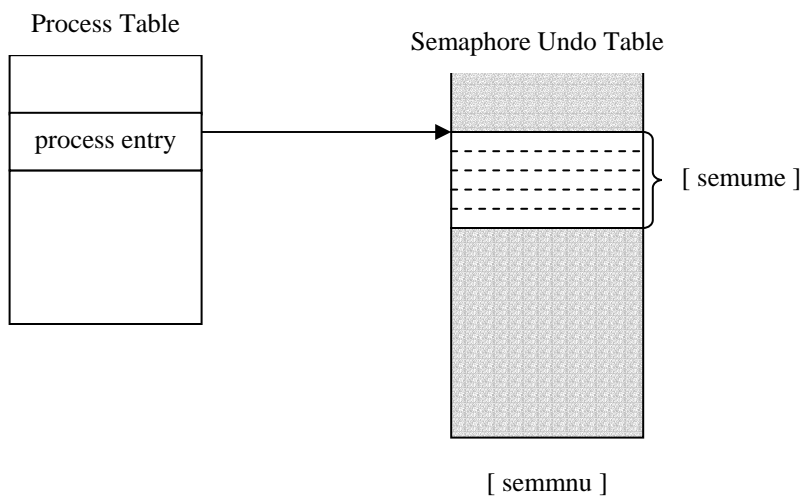 Process Table
Semaphore Undo Table
process entry
[ semume ]
[ semmnu ]